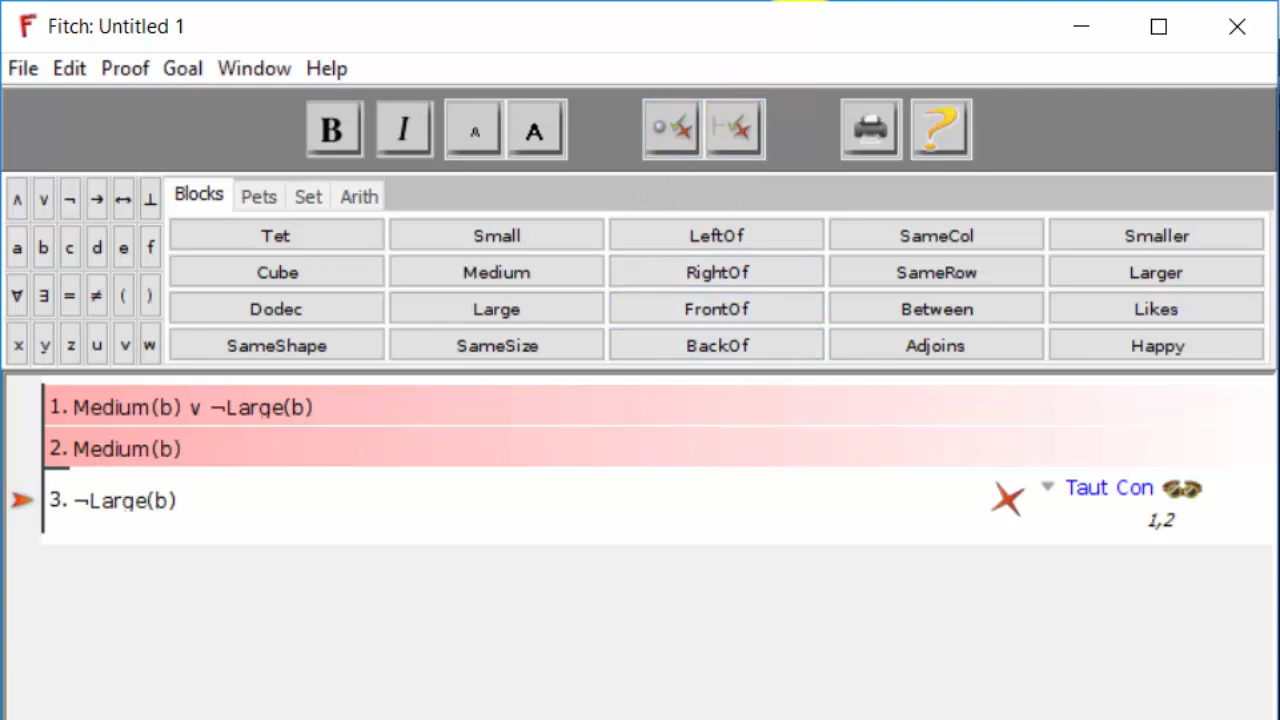 Fitch: Untitled 1
File Edit Proof Goal Window Help
B I A A
∧ ∨ ¬ → ↔ ⊥ Blocks Pets Set Arith
Tet Small LeftOf SameCol Smaller
a b c d e f
Cube Medium RightOf SameRow Larger
∀ ∃ = ≠ ( )
Dodec Large FrontOf Between Likes
x y z u v w
SameShape SameSize BackOf Adjoins Happy
1. Medium(b) ∨ ¬Large(b)
2. Medium(b)
3. ¬Large(b) Taut Con
1,2